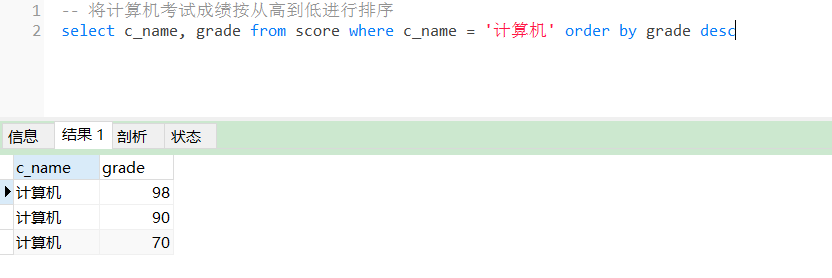 1 -- 将计算机考试成绩按从高到低进行排序
2 select c_name, grade from score where c_name = '计算机' order by grade desc
信息 结果 1 剖析 状态
c_name grade
计算机 98
计算机 90
计算机 70